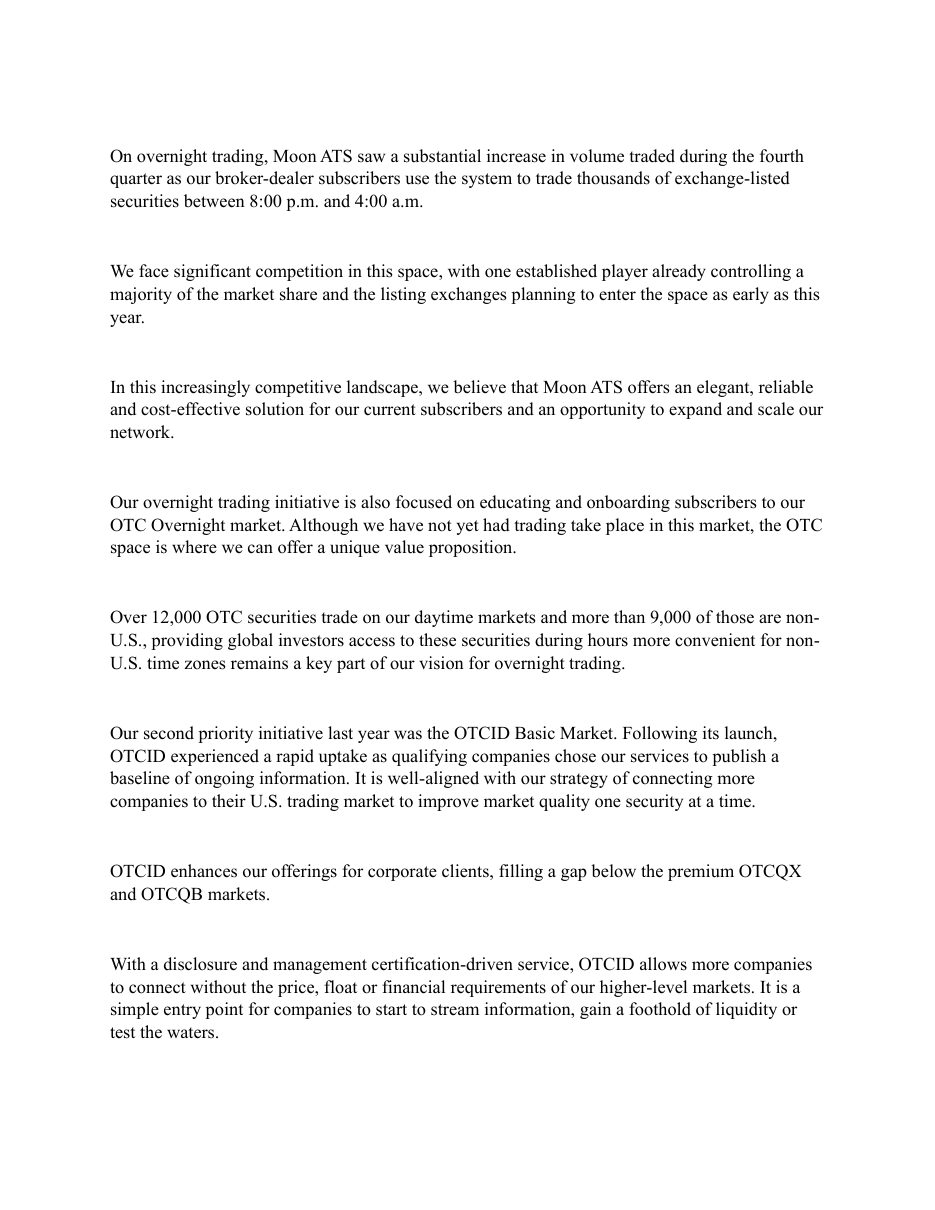 On overnight trading, Moon ATS saw a substantial increase in volume traded during the fourth
quarter as our broker-dealer subscribers use the system to trade thousands of exchange-listed
securities between 8:00 p.m. and 4:00 a.m.
We face significant competition in this space, with one established player already controlling a
majority of the market share and the listing exchanges planning to enter the space as early as this
year.
In this increasingly competitive landscape, we believe that Moon ATS offers an elegant, reliable
and cost-effective solution for our current subscribers and an opportunity to expand and scale our
network.
Our overnight trading initiative is also focused on educating and onboarding subscribers to our
OTC Overnight market. Although we have not yet had trading take place in this market, the OTC
space is where we can offer a unique value proposition.
Over 12,000 OTC securities trade on our daytime markets and more than 9,000 of those are non-
U.S., providing global investors access to these securities during hours more convenient for non-
U.S. time zones remains a key part of our vision for overnight trading.
Our second priority initiative last year was the OTCID Basic Market. Following its launch,
OTCID experienced a rapid uptake as qualifying companies chose our services to publish a
baseline of ongoing information. It is well-aligned with our strategy of connecting more
companies to their U.S. trading market to improve market quality one security at a time.
OTCID enhances our offerings for corporate clients, filling a gap below the premium OTCQX
and OTCQB markets.
With a disclosure and management certification-driven service, OTCID allows more companies
to connect without the price, float or financial requirements of our higher-level markets. It is a
simple entry point for companies to start to stream information, gain a foothold of liquidity or
test the waters.